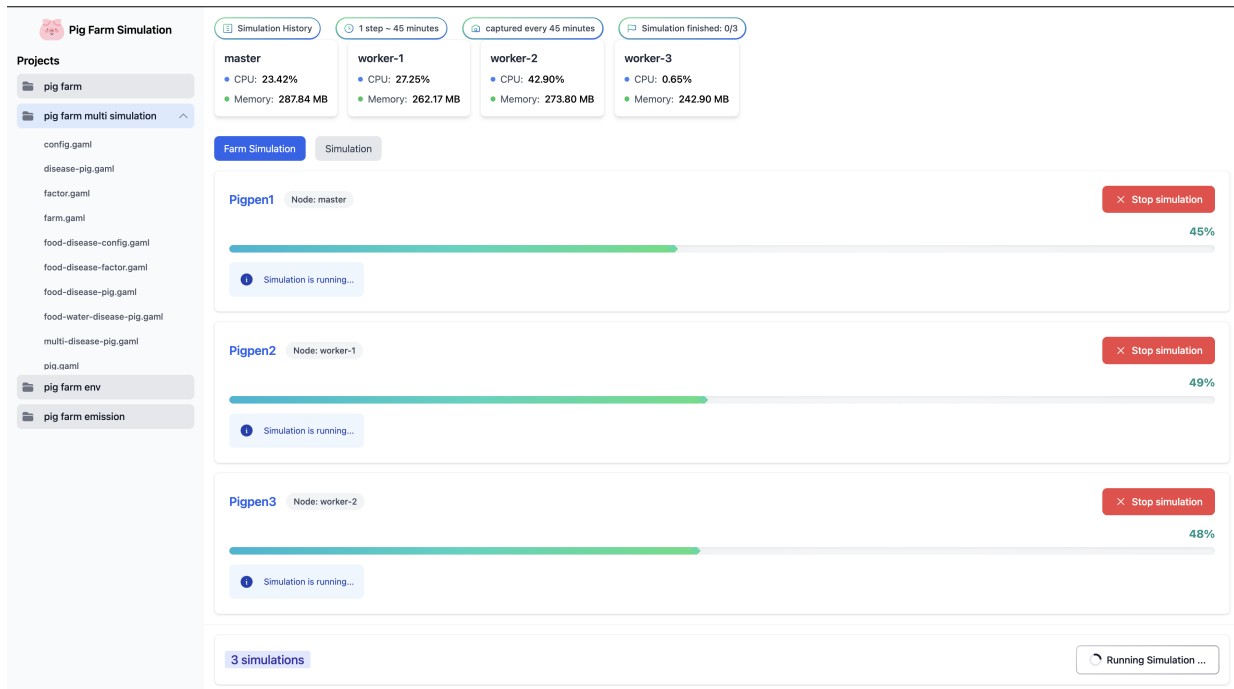 Pig Farm Simulation
Projects
pig farm
pig farm multi simulation
config.gaml
disease-pig.gaml
factor.gaml
farm.gaml
food-disease-config.gaml
food-disease-factor.gaml
food-disease-pig.gaml
food-water-disease-pig.gaml
multi-disease-pig.gaml
pig.gaml
pig farm env
pig farm emission
Simulation History
1 step ~ 45 minutes
captured every 45 minutes
Simulation finished: 0/3
master
CPU: 23.42%
Memory: 287.84 MB
worker-1
CPU: 27.25%
Memory: 262.17 MB
worker-2
CPU: 42.90%
Memory: 273.80 MB
worker-3
CPU: 0.65%
Memory: 242.90 MB
Farm Simulation
Simulation
Pigpen1 Node: master
Stop simulation
45%
Simulation is running...
Pigpen2 Node: worker-1
Stop simulation
49%
Simulation is running...
Pigpen3 Node: worker-2
Stop simulation
48%
Simulation is running...
3 simulations
Running Simulation ...